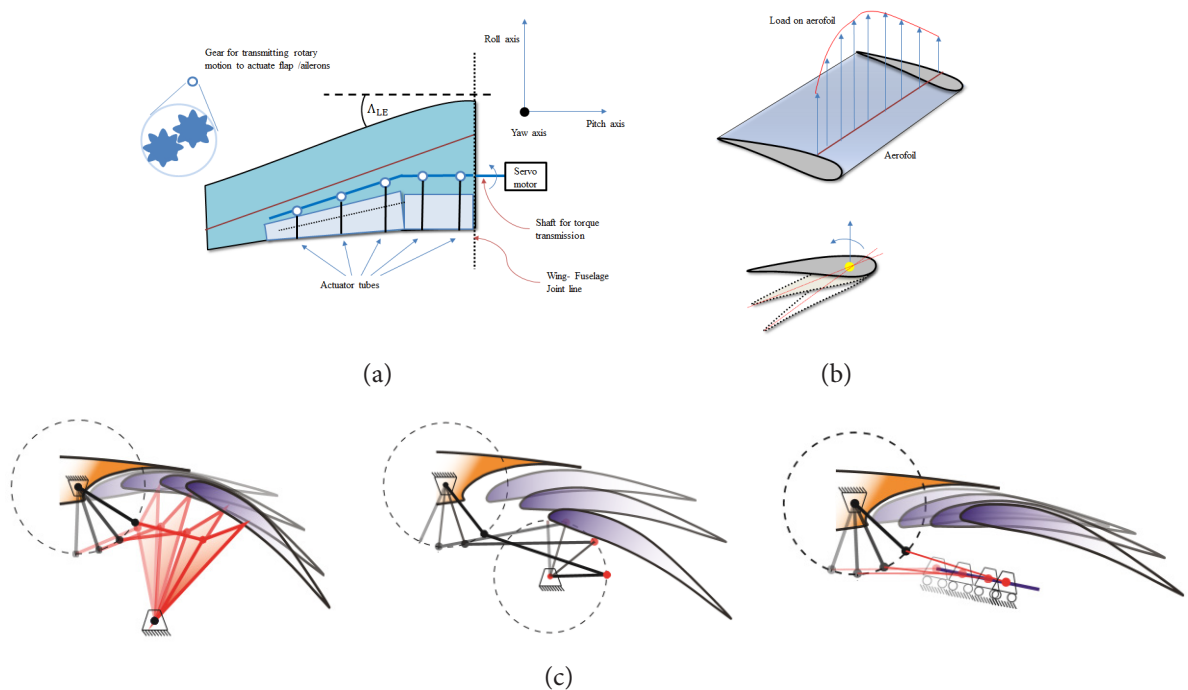 Gear for transmitting rotary
motion to actuate flap /ailerons
ΛLE
Roll axis
Yaw axis
Pitch axis
Servo
motor
Shaft for torque
transmission
Actuator tubes
Wing- Fuselage
Joint line
(a)
Load on aerofoil
Aerofoil
(b)
(c)